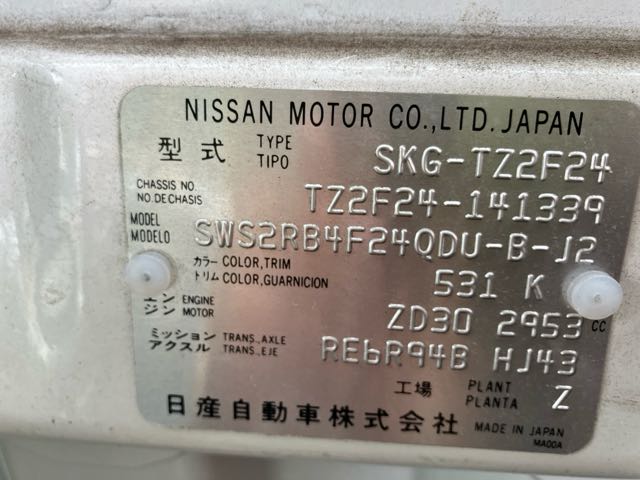 NISSAN MOTOR CO.,LTD. JAPAN
型式 TYPE TIPO SKG-TZ2F24
CHASSIS NO. NO DE CHASIS TZ2F24-141339
MODEL MODELO SWS2RB4F24QDU-B-J2
カラー COLOR,TRIM
トリム COLOR,GUARNICION 531 K
エンジン ENGINE MOTOR ZD30 2953 CC
ミッション TRANS.,AXLE
アクスル TRANS.,EJE RE6R94B HJ43
工場 PLANT PLANTA Z
日産自動車株式会社 MADE IN JAPAN
MA00A